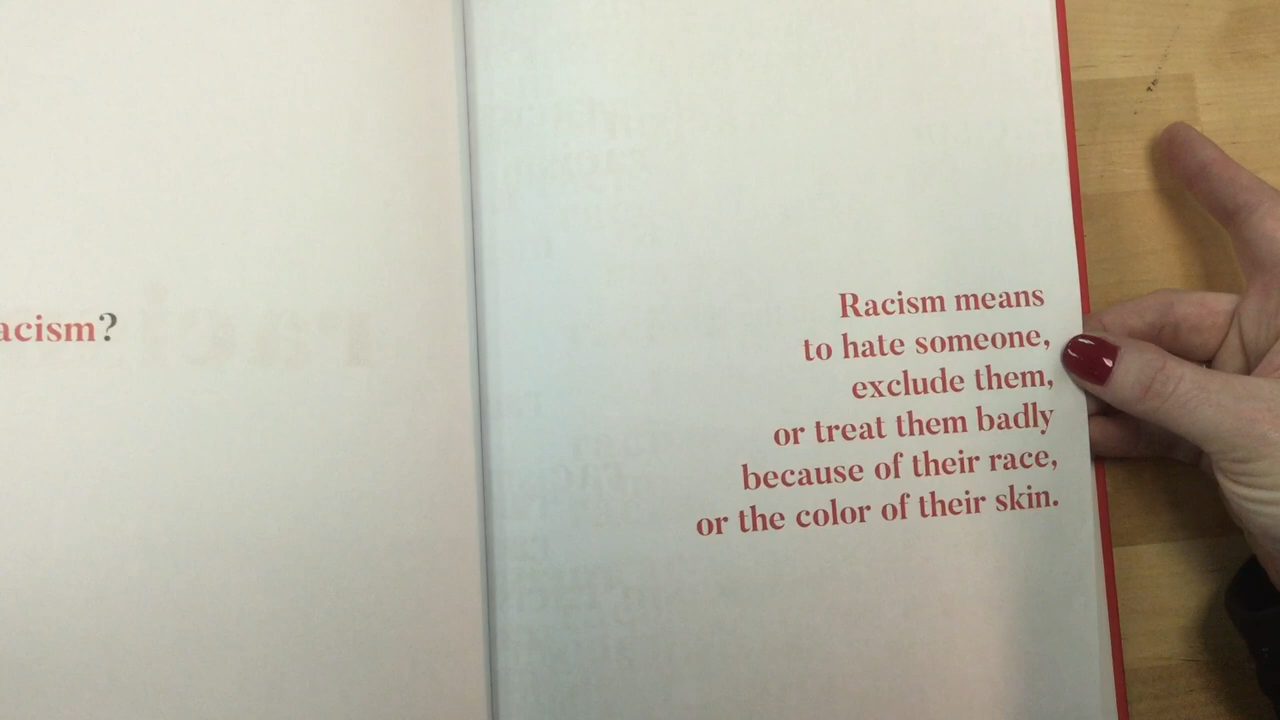 acism?
Racism means
to hate someone,
exclude them,
or treat them badly
because of their race,
or the color of their skin.